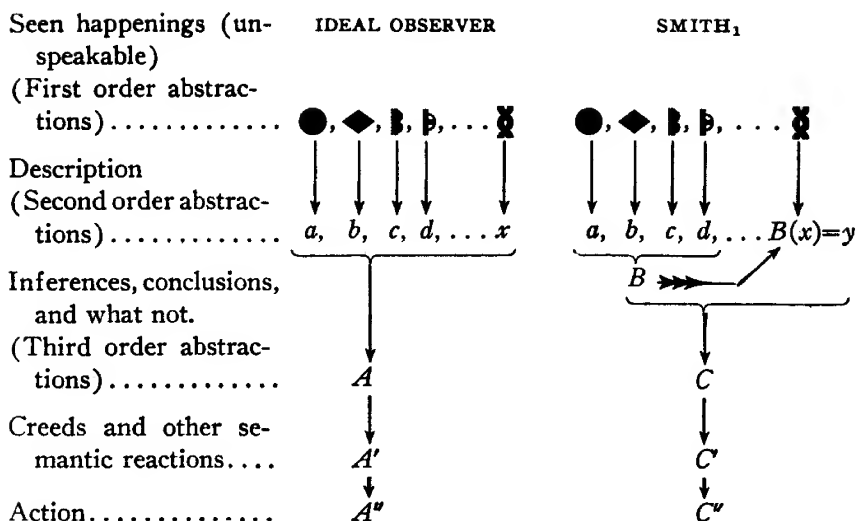 Seen happenings (un- IDEAL OBSERVER SMITH₁
speakable)
(First order abstrac-
tions)............. , , , ,... , , , , ...
Description
(Second order abstrac-
tions)............. a, b, c, d,...x a, b, c, d,...B(x)=y
Inferences, conclusions, B
and what not.
(Third order abstrac-
tions)............. A C
Creeds and other se-
mantic reactions.... A' C'
Action.............. A" C"